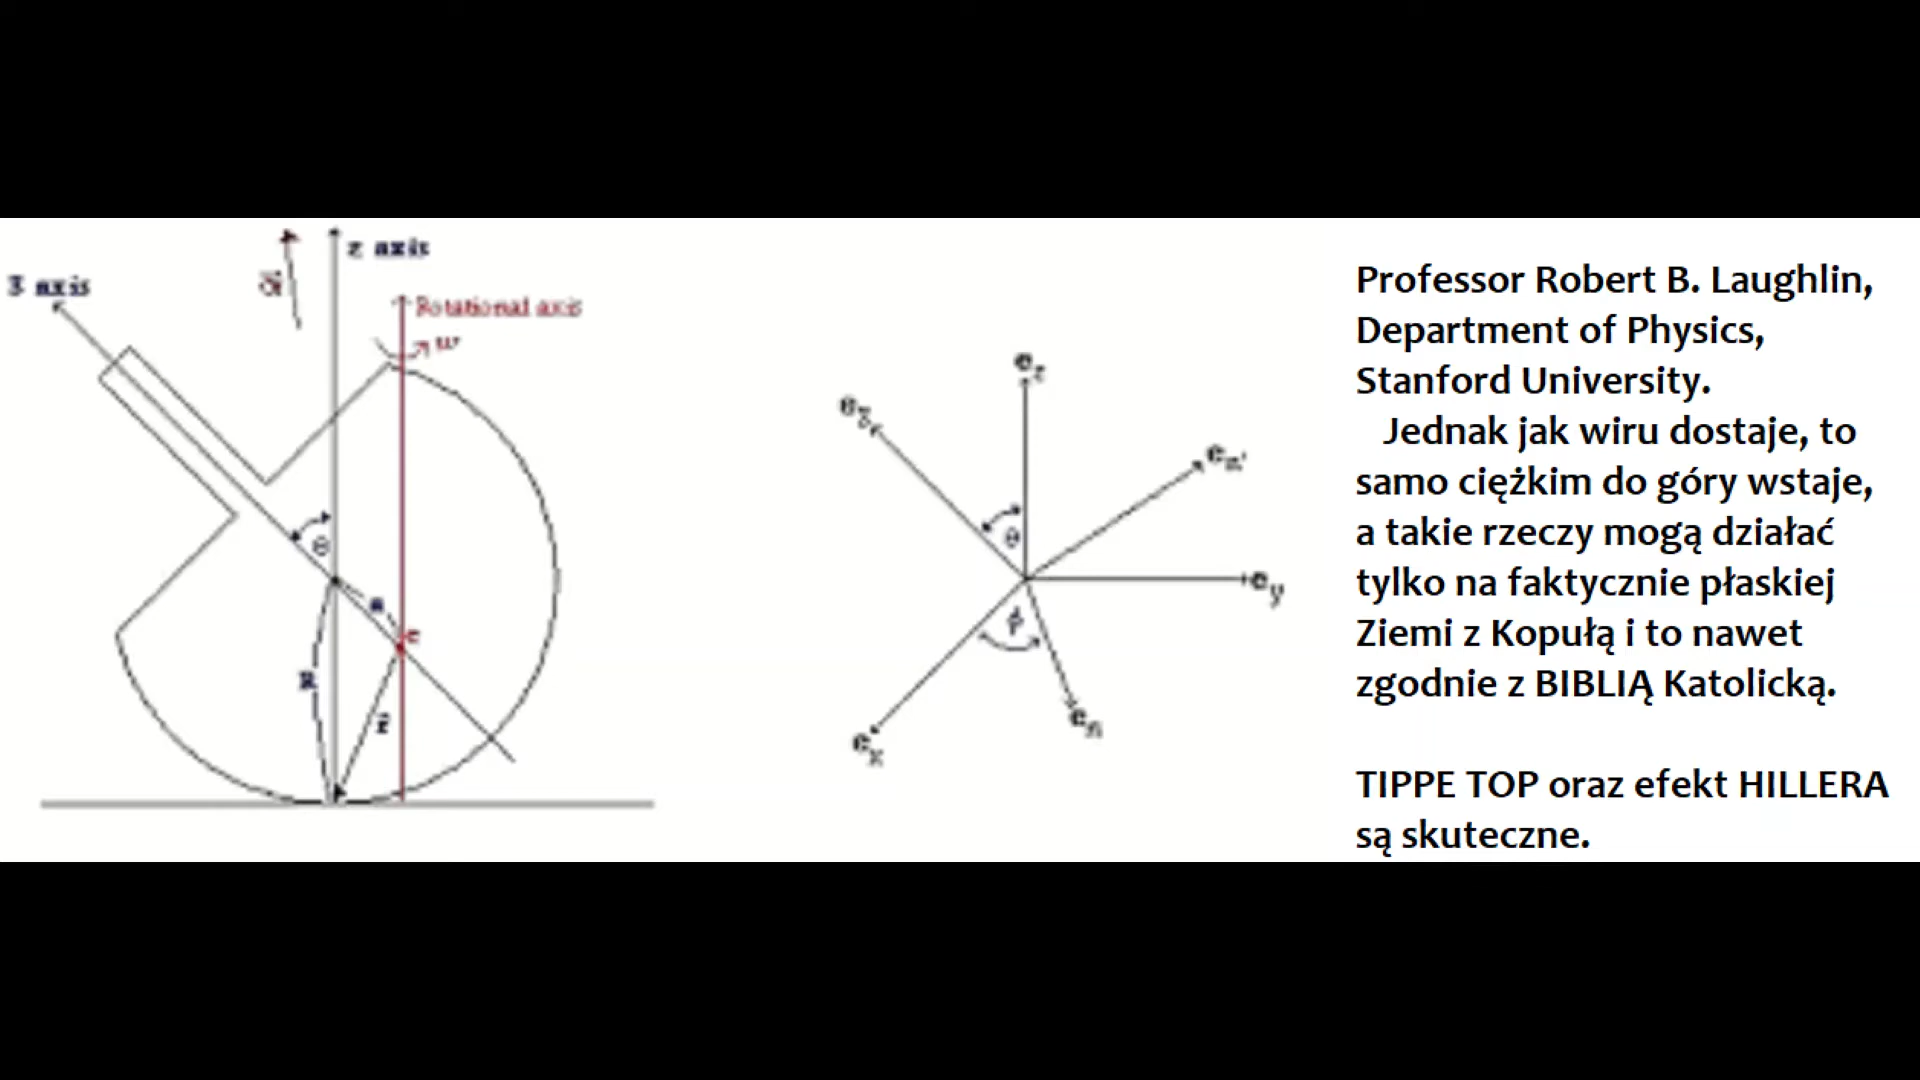 z axis
3 axis
Rotational axis
w
Θ
a
c
R
r
e z
e 3
e n'
θ
e y
ϕ
e x
e n
Professor Robert B. Laughlin,
Department of Physics,
Stanford University.
Jednak jak wiru dostaje, to
samo ciężkim do góry wstaje,
a takie rzeczy mogą działać
tylko na faktycznie płaskiej
Ziemi z Kopułą i to nawet
zgodnie z BIBLIĄ Katolicką.
TIPPE TOP oraz efekt HILLERA
są skuteczne.